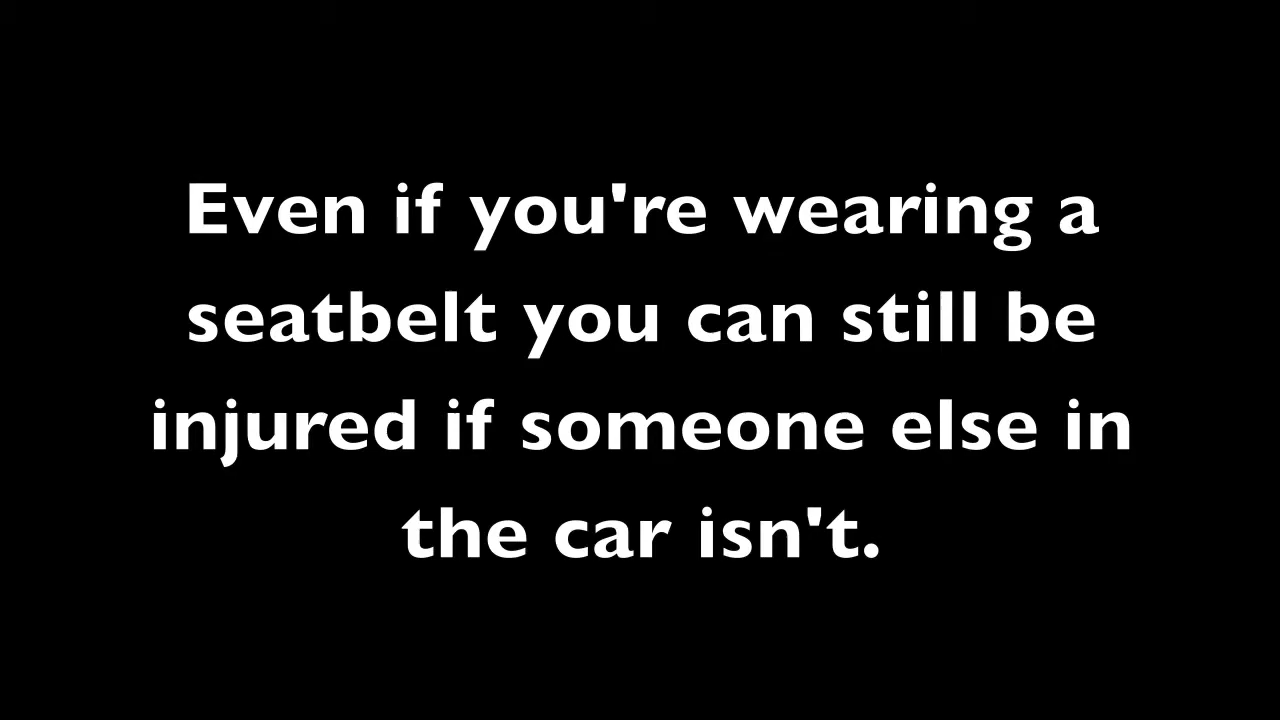 Even if you're wearing a
seatbelt you can still be
injured if someone else in
the car isn't.